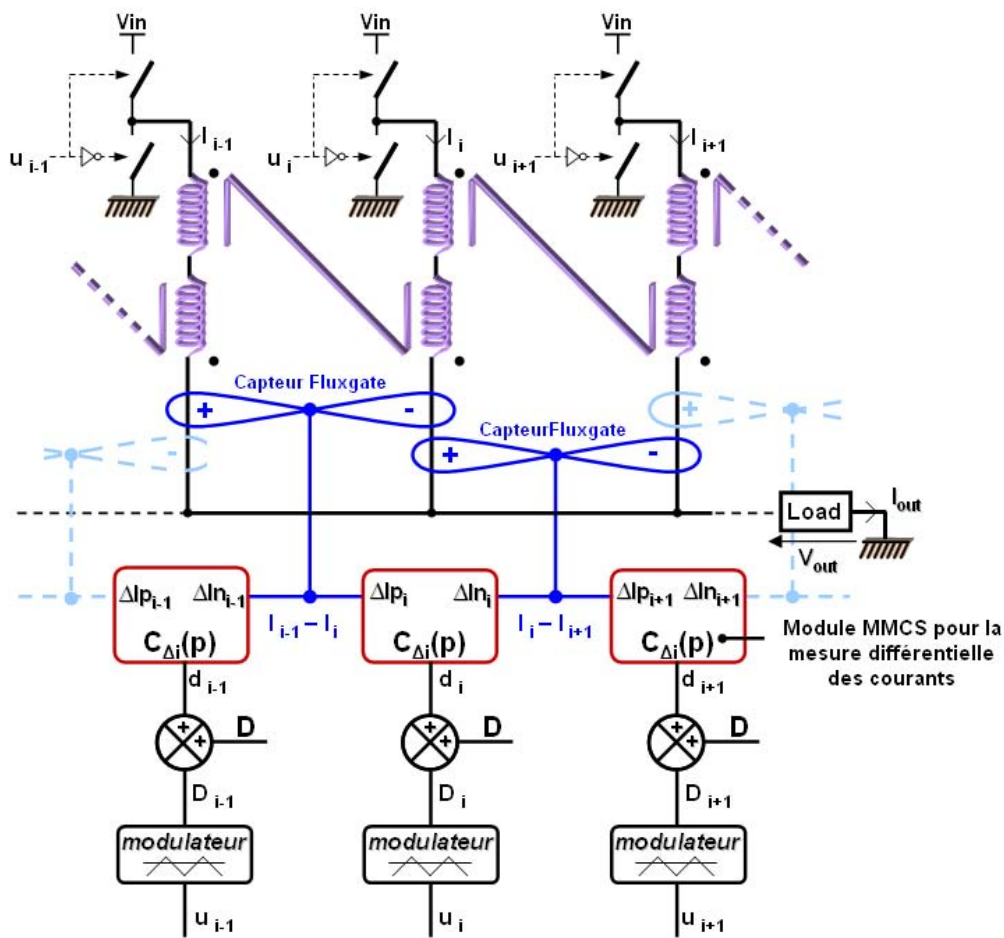 Vin Vin Vin
I i-1 I i I i+1
u i-1 u i u i+1
Capteur Fluxgate
+ -
CapteurFluxgate
+ -
+
-
Load
I out
V out
ΔIp i-1 ΔIn i-1 ΔIp i ΔIn i ΔIp i+1 ΔIn i+1
I i-1 – I i I i – I i+1
C Δi (p) C Δi (p) C Δi (p)
Module MMCS pour la
mesure différentielle
des courants
d i-1 d i d i+1
+ + D + + D + + D
D i-1 D i D i+1
modulateur modulateur modulateur
u i-1 u i u i+1